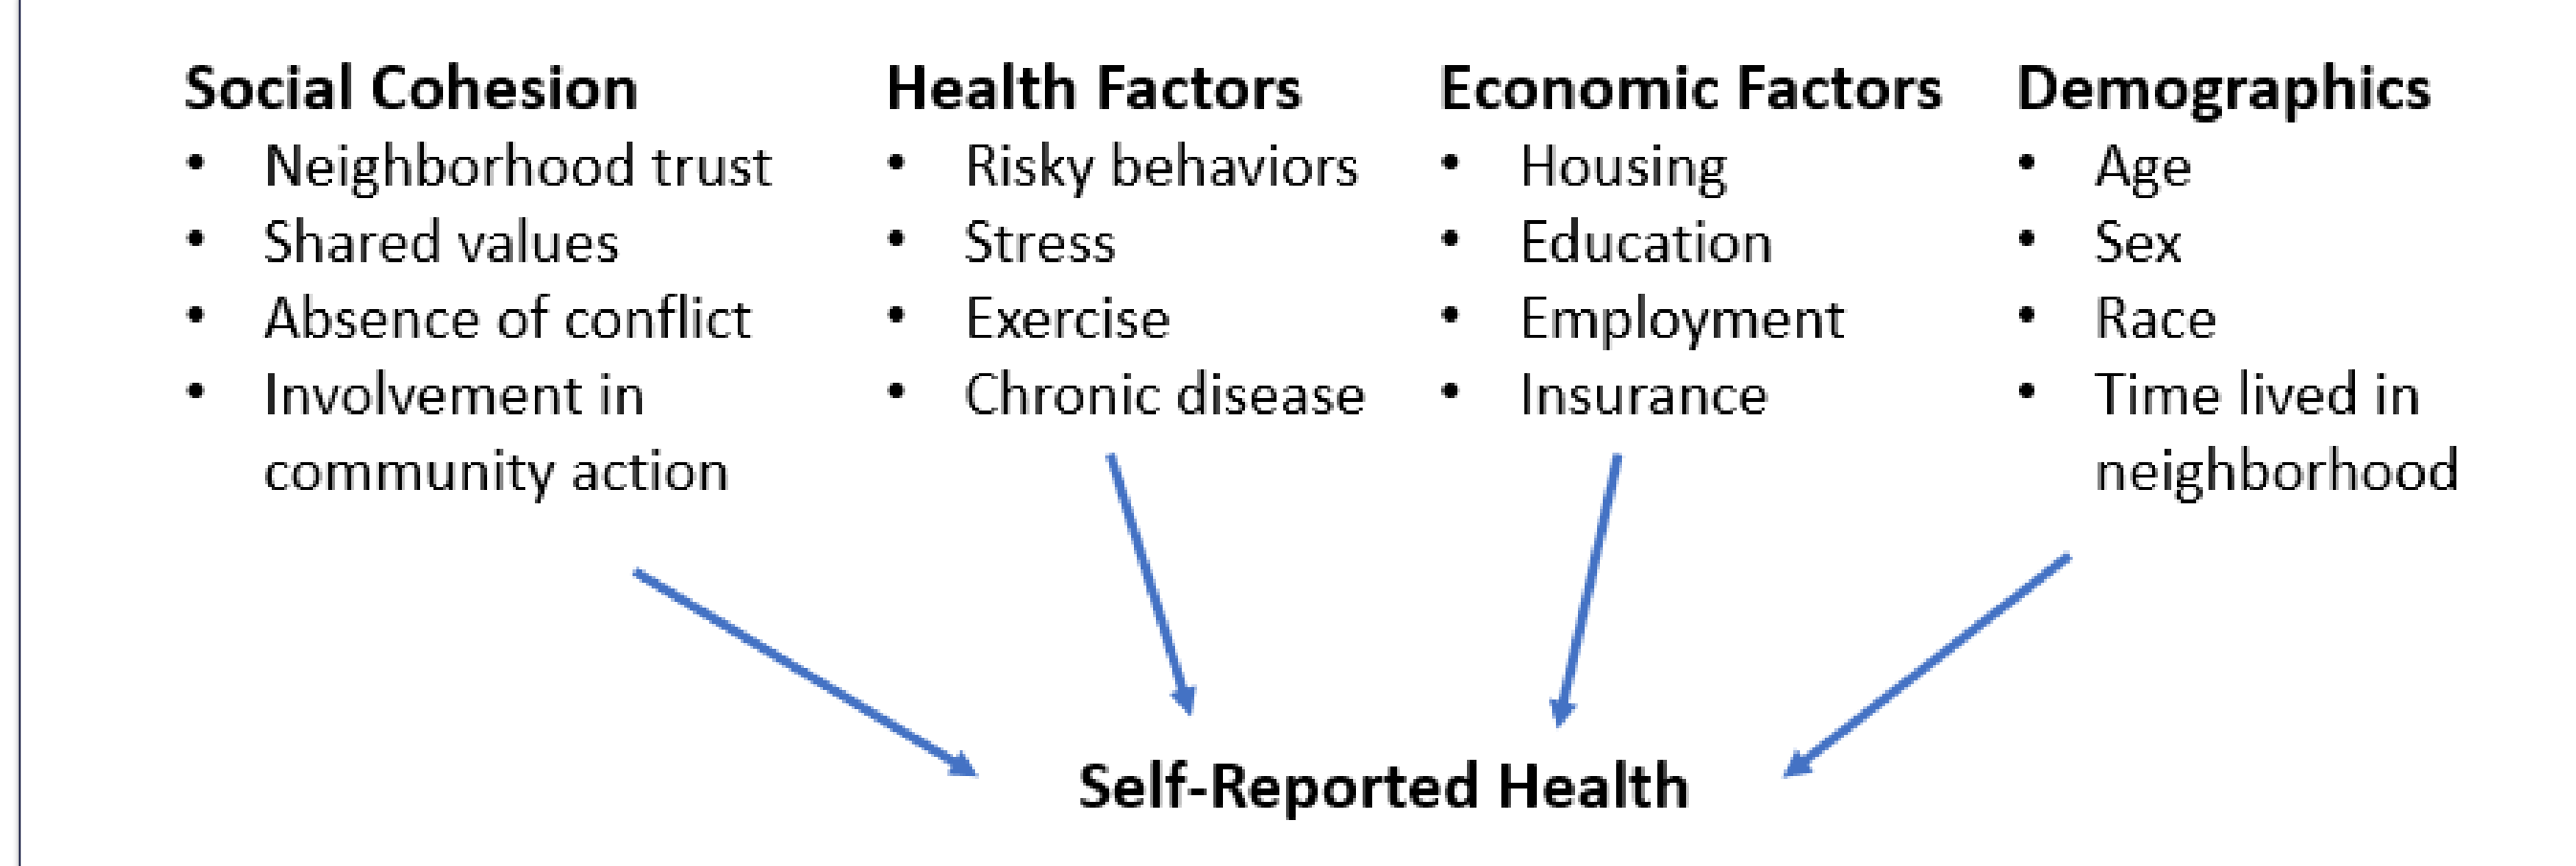 Social Cohesion
• Neighborhood trust
• Shared values
• Absence of conflict
• Involvement in
community action
Health Factors
• Risky behaviors
• Stress
• Exercise
• Chronic disease
Economic Factors
• Housing
• Education
• Employment
• Insurance
Demographics
• Age
• Sex
• Race
• Time lived in
neighborhood
Self-Reported Health